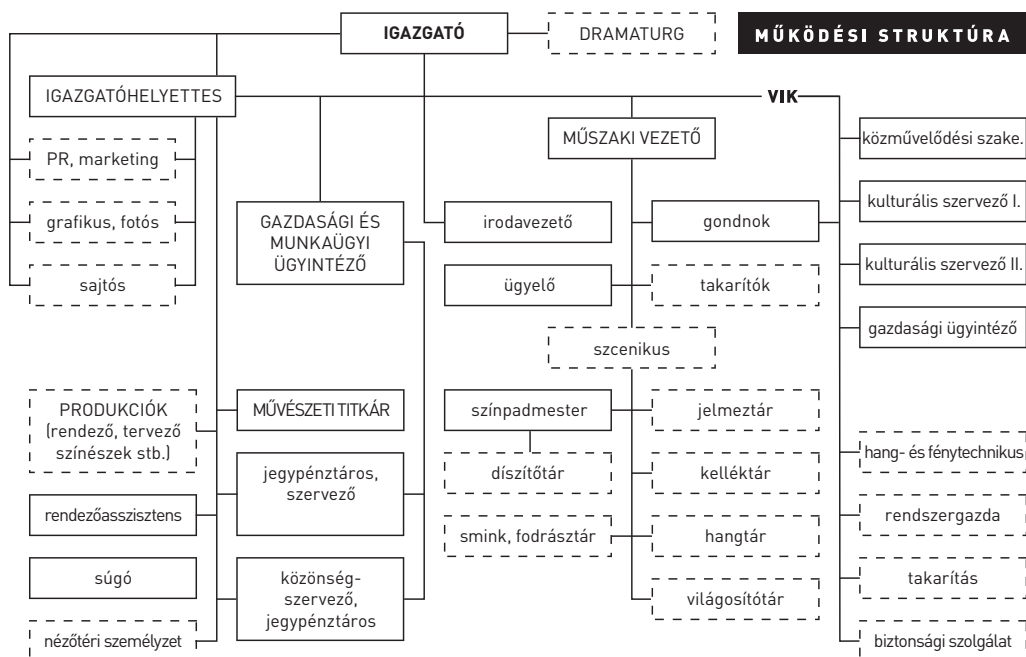 IGAZGATÓ
DRAMATURG
MŰKÖDÉSI STRUKTÚRA
IGAZGATÓHELYETTES
VIK
MŰSZAKI VEZETŐ
közművelődési szake.
PR, marketing
grafikus, fotós
sajtós
GAZDASÁGI ÉS
MUNKAÜGYI
ÜGYINTÉZŐ
irodavezető
gondnok
kulturális szervező I.
ügyelő
takarítók
kulturális szervező II.
szcenikus
gazdasági ügyintéző
PRODUKCIÓK
(rendező, tervező
színészek stb.)
MŰVÉSZETI TITKÁR
színpadmester
jelmeztár
jegypénztáros,
szervező
díszítőtár
kelléktár
hang- és fénytechnikus
rendezőasszisztens
smink, fodrásztár
hangtár
rendszergazda
súgó
közönség-
szervező,
jegypénztáros
világosítótár
takarítás
nézőtéri személyzet
biztonsági szolgálat